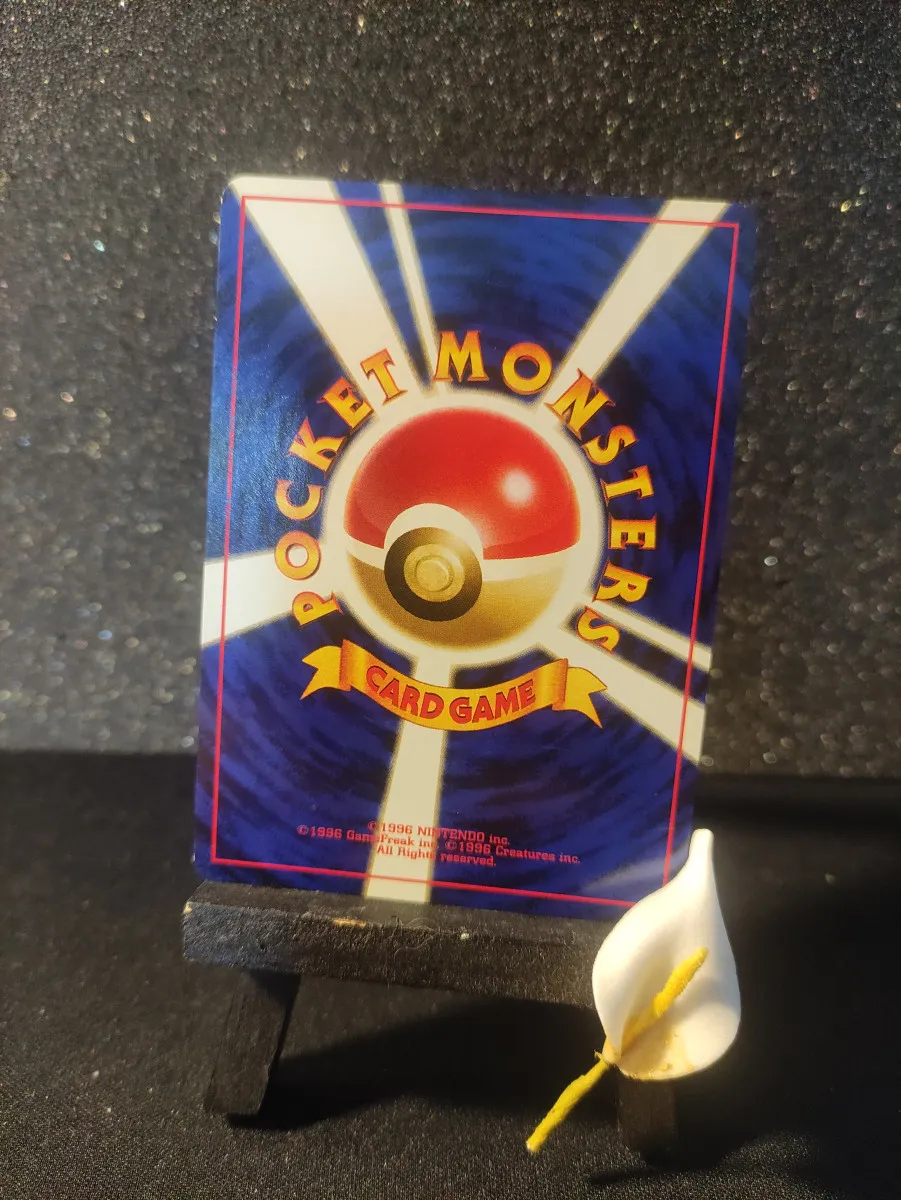 POCKET MONSTERS
CARD GAME
©1996 NINTENDO inc.
©1996 GameFreak inc. ©1996 Creatures inc.
All Rights reserved.